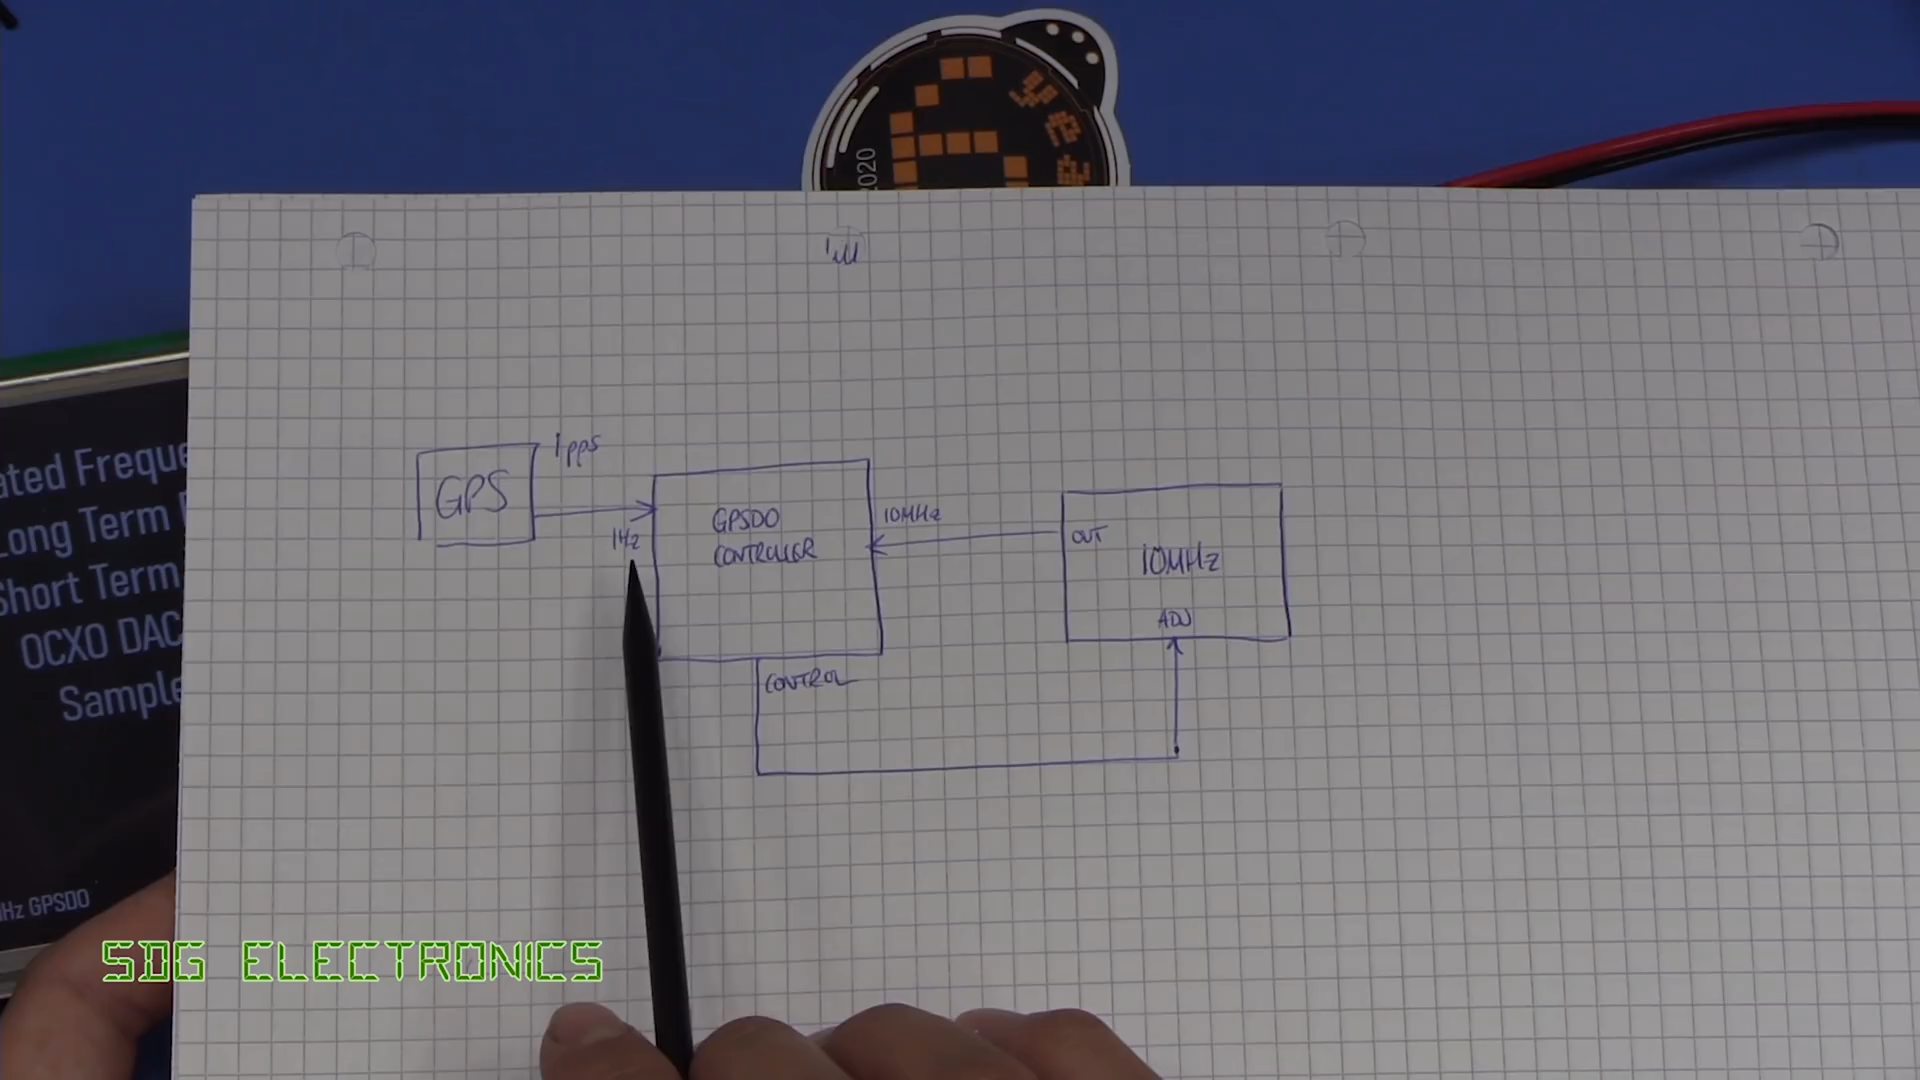 2020
Yee
1pps
GPS
1Hz
GPSDO
CONTROLLER
10MHz
OUT
10MHz
ADJ
CONTROL
ated Freque
Long Term
Short Term
OCXO DAC
Sample
Hz GPSDO
SDG ELECTRONICS